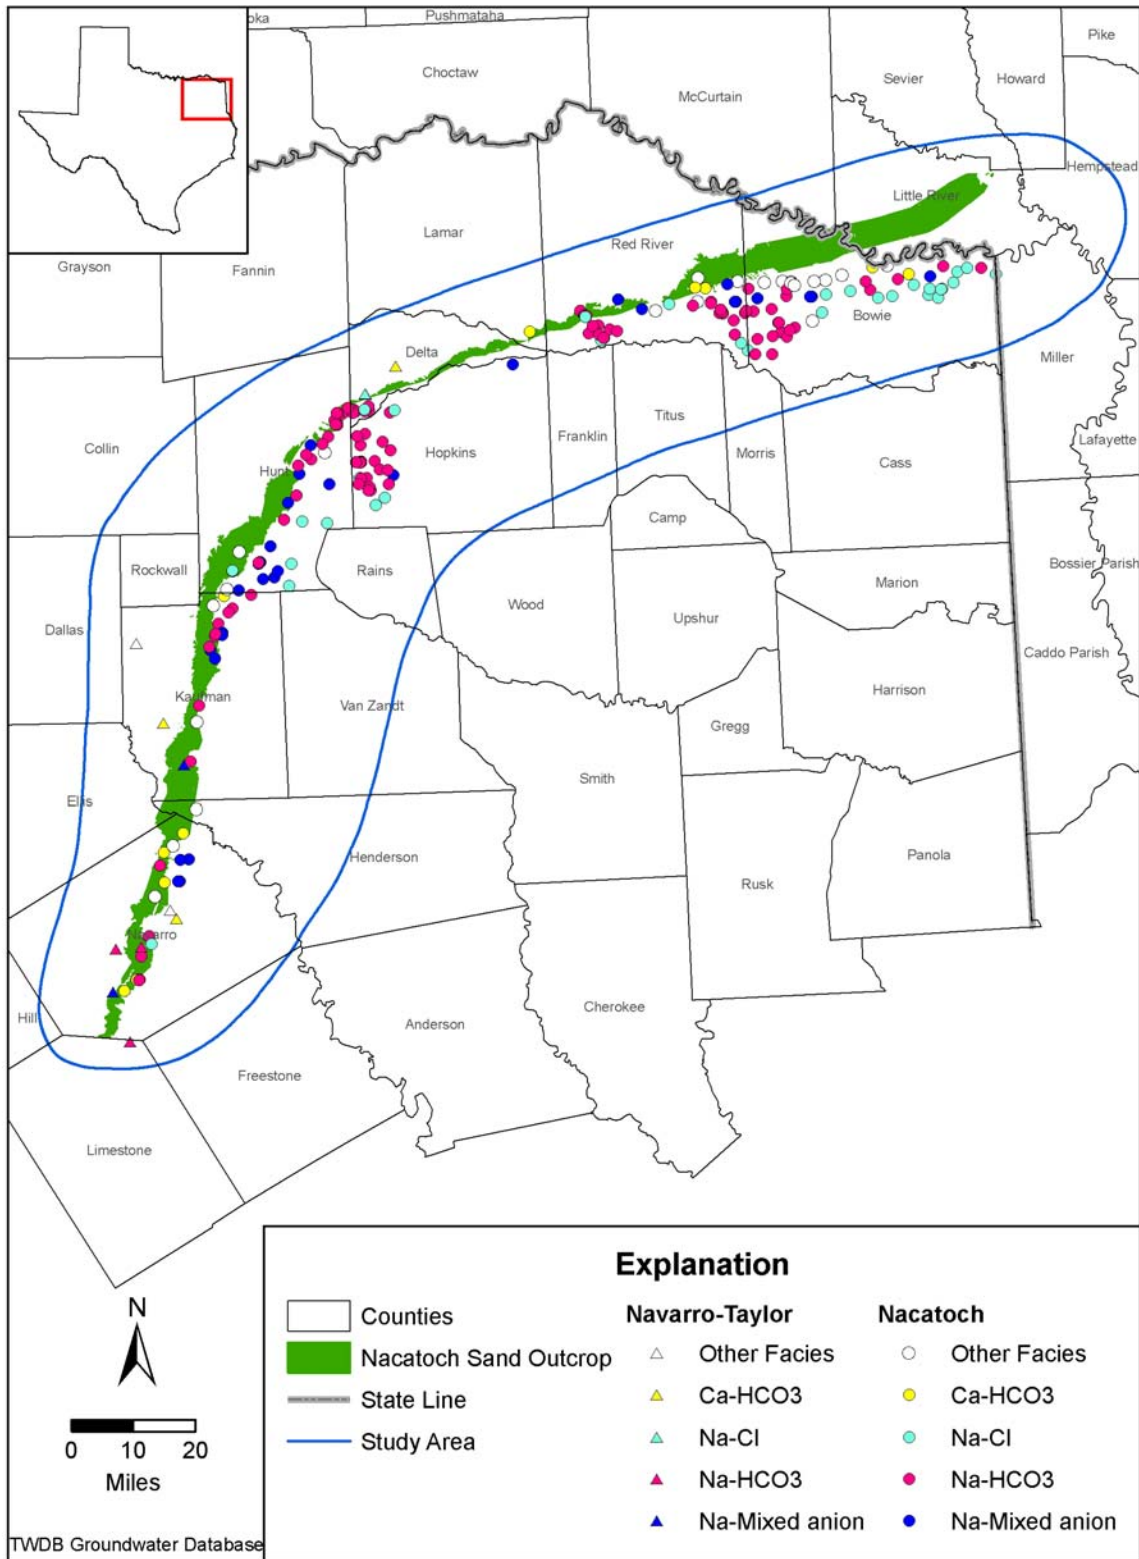 oka
Pushmataha
Pike
Choctaw
McCurtain
Sevier
Howard
Hempstead
Little River
Lamar
Red River
Grayson
Fannin
Bowie
Delta
Miller
Titus
Collin
Hunt
Hopkins
Franklin
Morris
Cass
Lafayette
Camp
Rockwall
Rains
Marion
Bossier Parish
Wood
Upshur
Dallas
Caddo Parish
Kaufman
Van Zandt
Harrison
Gregg
Smith
Ellis
Henderson
Rusk
Panola
Navarro
Hill
Anderson
Cherokee
Freestone
Limestone
Explanation
Counties
Nacatoch Sand Outcrop
State Line
Study Area
Navarro-Taylor
Other Facies
Ca-HCO3
Na-Cl
Na-HCO3
Na-Mixed anion
Nacatoch
Other Facies
Ca-HCO3
Na-Cl
Na-HCO3
Na-Mixed anion
N
0 10 20
Miles
TWDB Groundwater Database